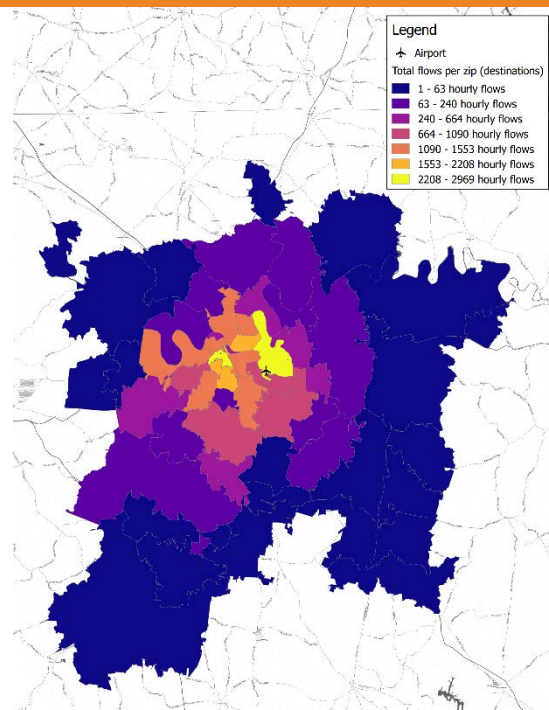 Legend
Airport
Total flows per zip (destinations)
1 - 63 hourly flows
63 - 240 hourly flows
240 - 664 hourly flows
664 - 1090 hourly flows
1090 - 1553 hourly flows
1553 - 2208 hourly flows
2208 - 2969 hourly flows